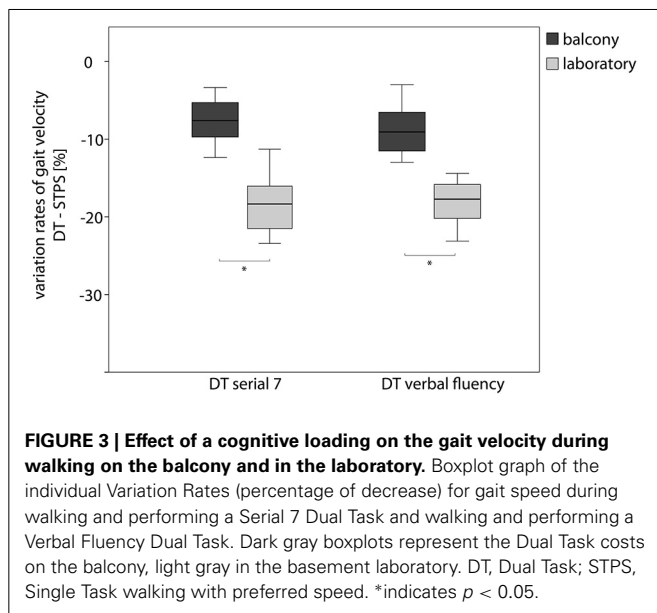 balcony
laboratory
0
-10
-20
-30
variation rates of gait velocity
DT - STPS [%]
*
*
DT serial 7
DT verbal fluency
FIGURE 3 | Effect of a cognitive loading on the gait velocity during
walking on the balcony and in the laboratory. Boxplot graph of the
individual Variation Rates (percentage of decrease) for gait speed during
walking and performing a Serial 7 Dual Task and walking and performing a
Verbal Fluency Dual Task. Dark gray boxplots represent the Dual Task costs
on the balcony, light gray in the basement laboratory. DT, Dual Task; STPS,
Single Task walking with preferred speed. *indicates p < 0.05.